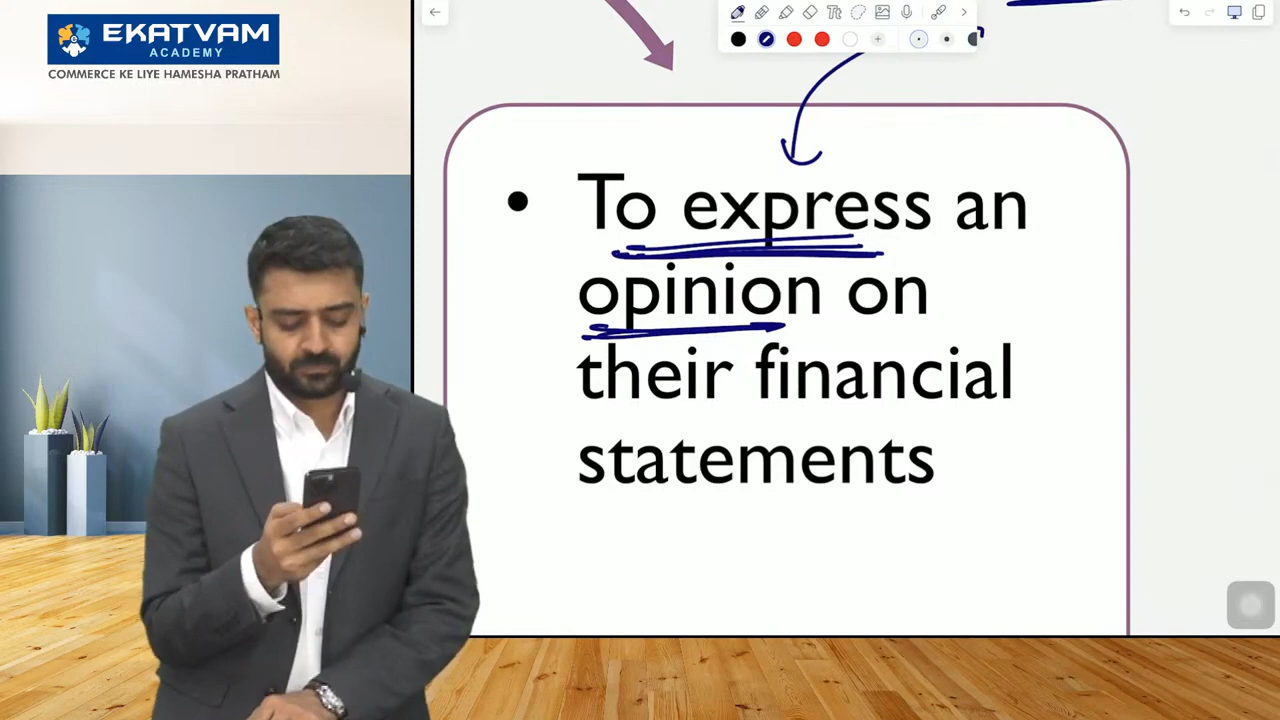 EKATVAM
ACADEMY
COMMERCE KE LIYE HAMESHA PRATHAM
• To express an
opinion on
their financial
statements